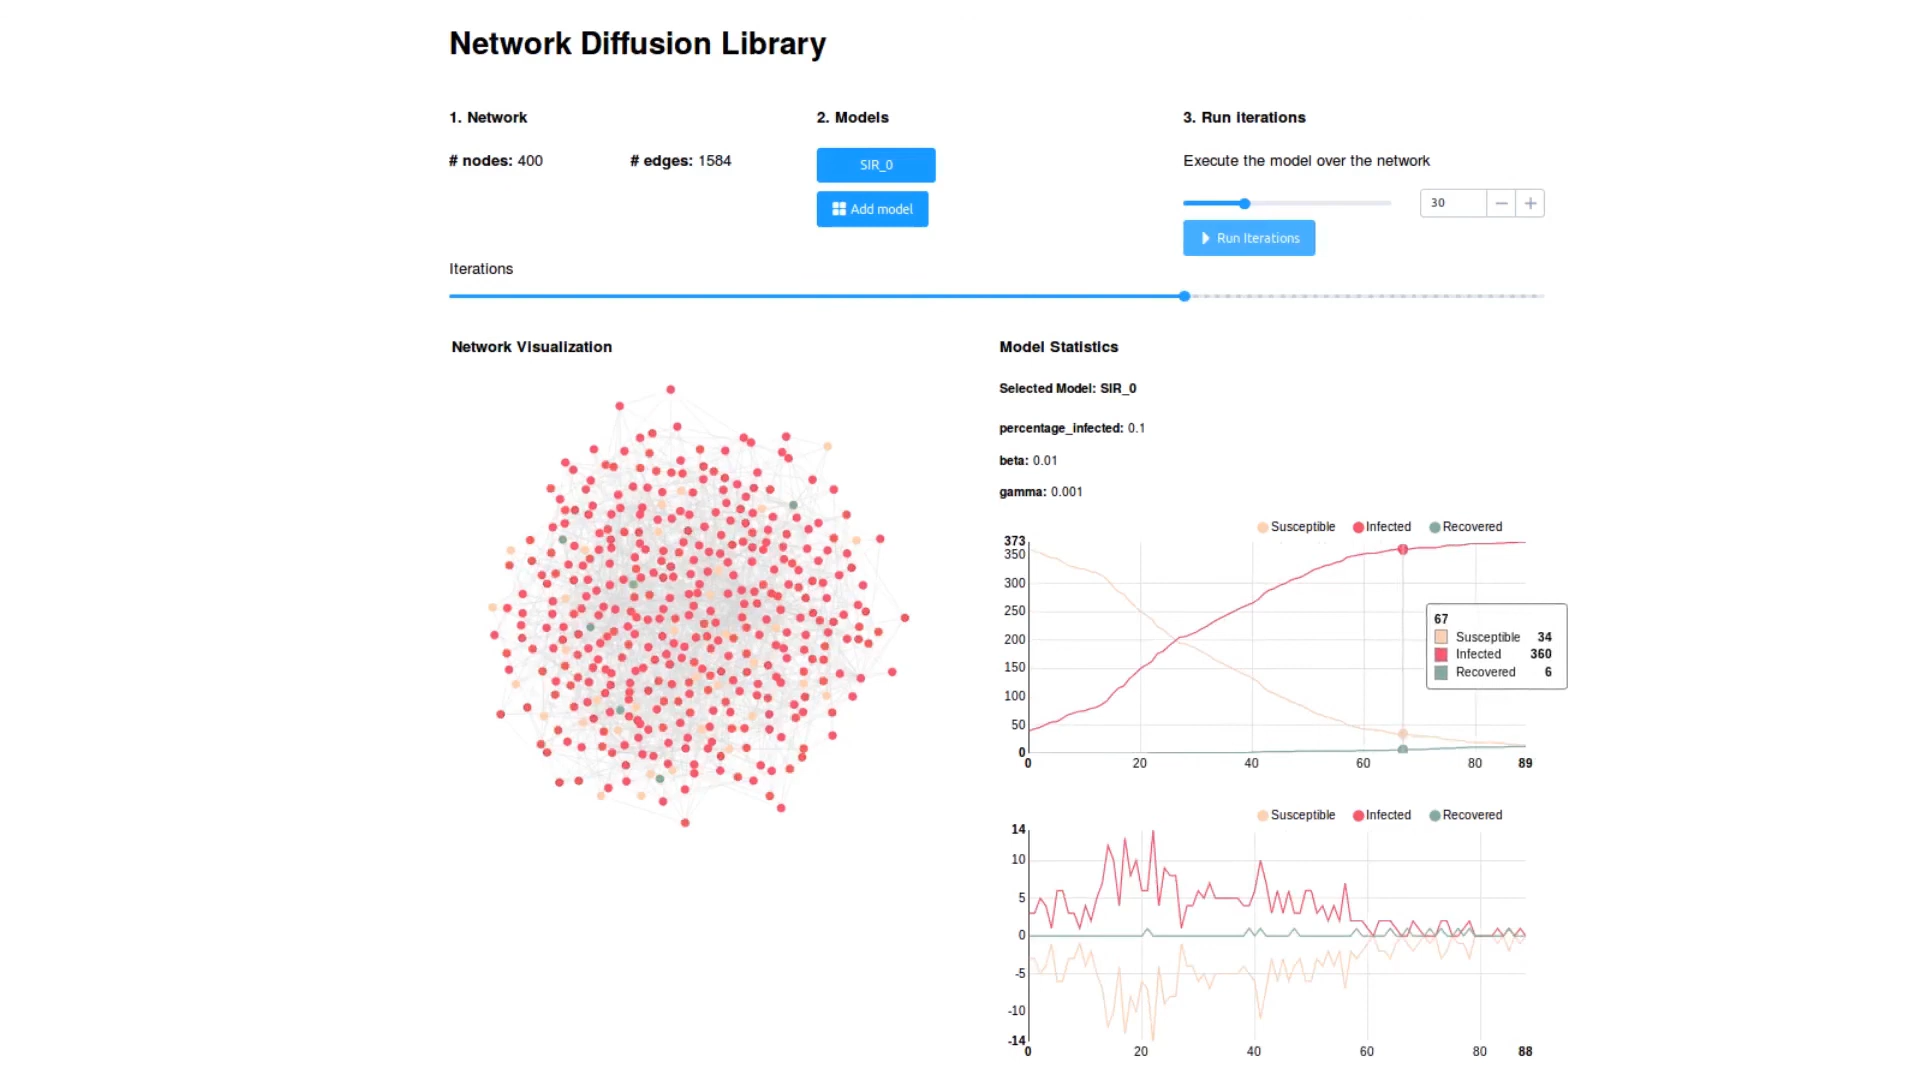 Network Diffusion Library
1. Network
# nodes: 400 # edges: 1584
2. Models
SIR_0
Add model
3. Run iterations
Execute the model over the network
30
Run Iterations
Iterations
Network Visualization
Model Statistics
Selected Model: SIR_0
percentage_infected: 0.1
beta: 0.01
gamma: 0.001
Susceptible Infected Recovered
373
350
300
250
200
150
100
50
0
0 20 40 60 80 89
67
Susceptible 34
Infected 360
Recovered 6
Susceptible Infected Recovered
14
10
5
0
-5
-10
-14
0 20 40 60 80 88